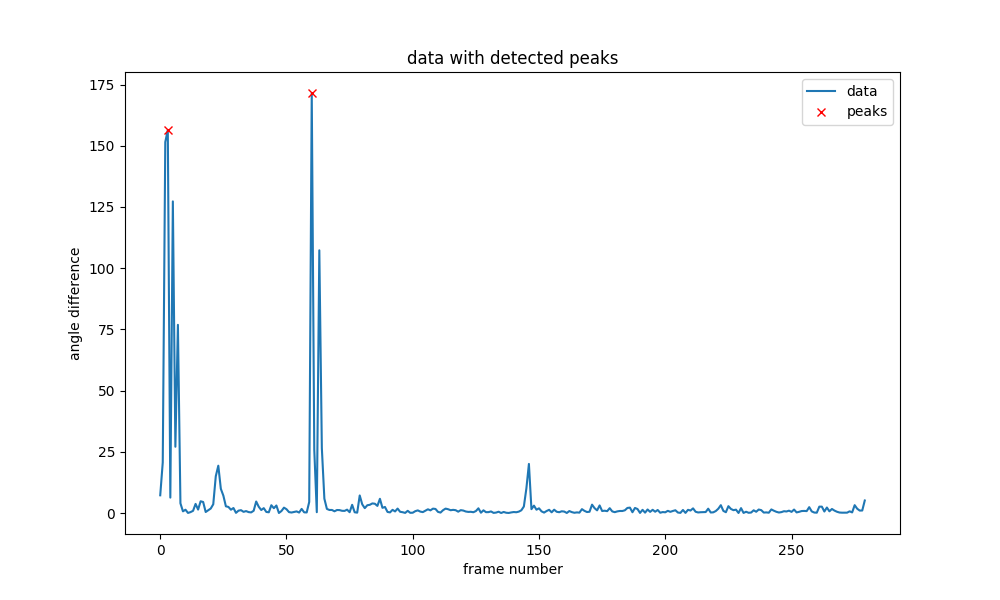 data with detected peaks
175
150
125
100
75
50
25
0
angle difference
data
peaks
0 50 100 150 200 250
frame number